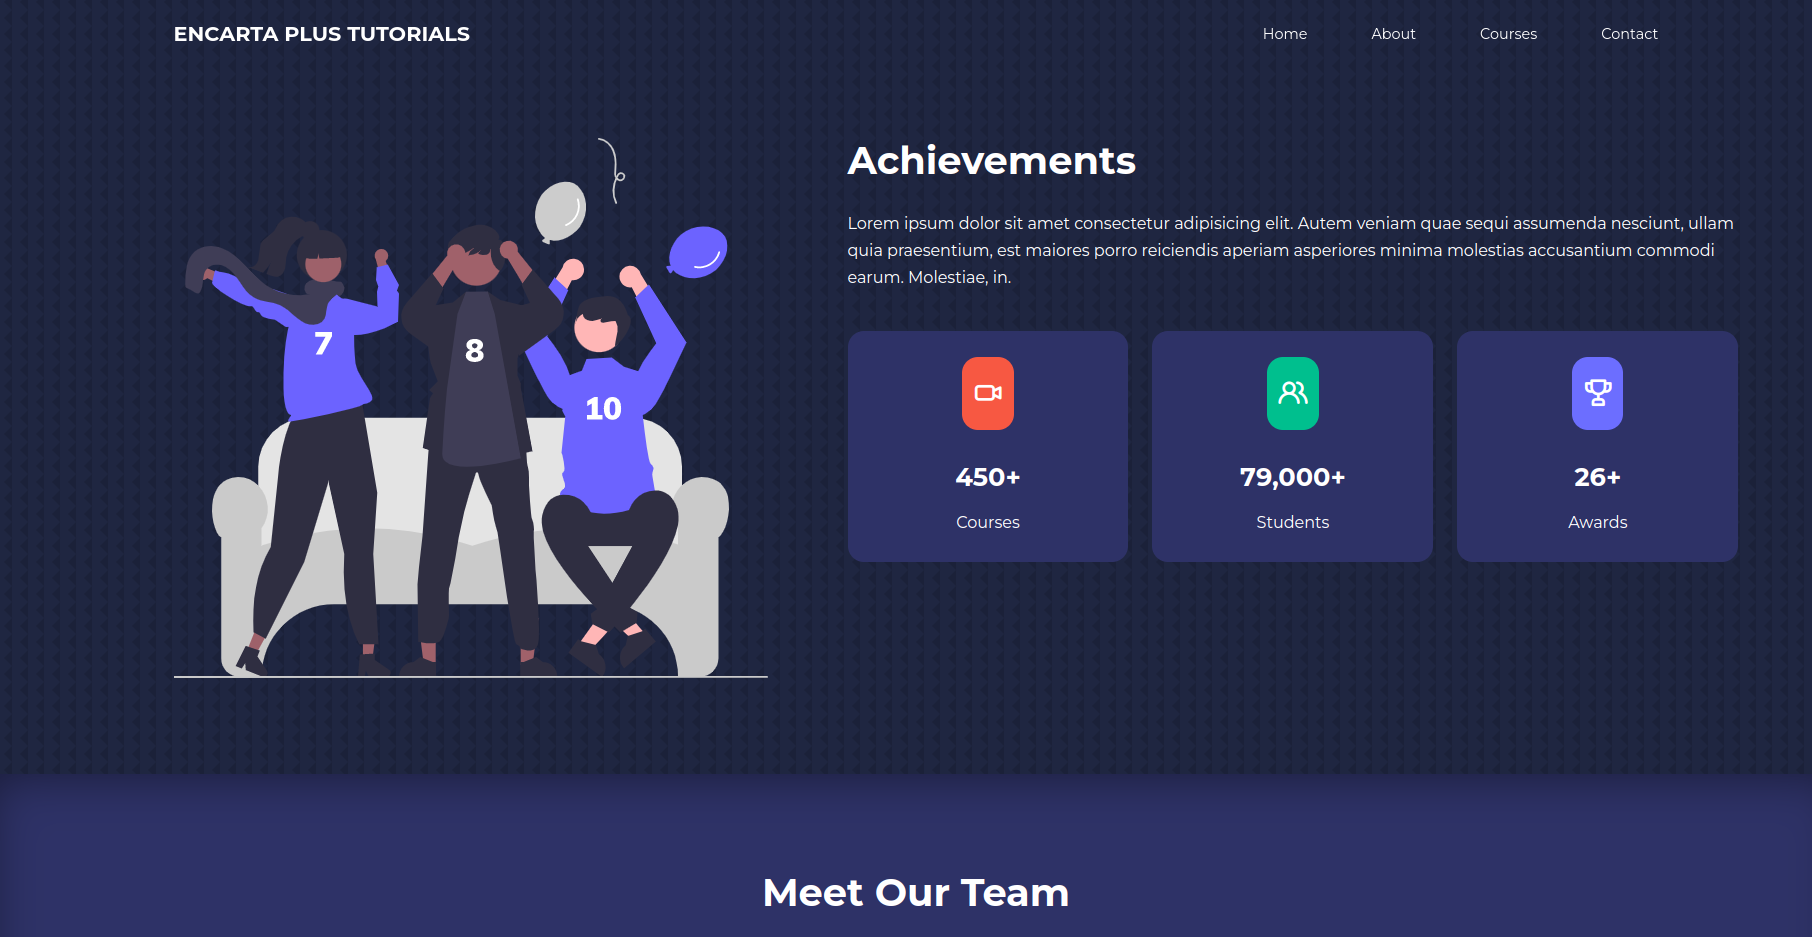 ENCARTA PLUS TUTORIALS
Home About Courses Contact
Achievements
Lorem ipsum dolor sit amet consectetur adipisicing elit. Autem veniam quae sequi assumenda nesciunt, ullam
quia praesentium, est maiores porro reiciendis aperiam asperiores minima molestias accusantium commodi
earum. Molestiae, in.
7
8
10
450+
Courses
79,000+
Students
26+
Awards
Meet Our Team